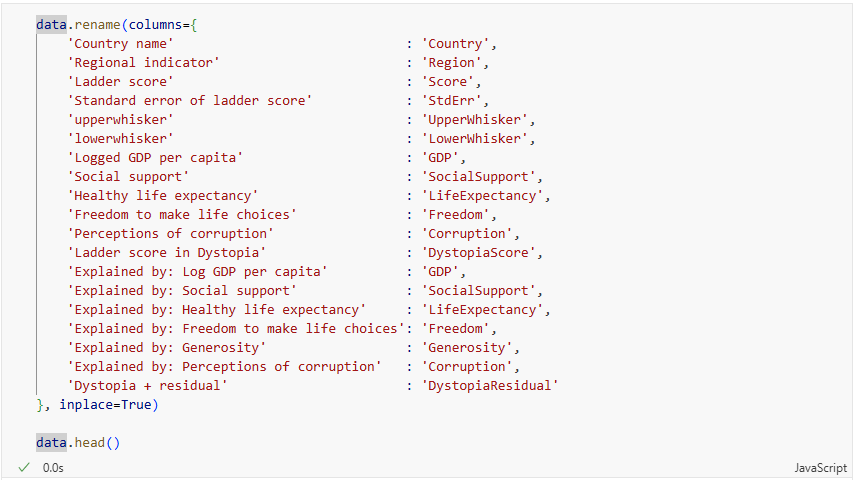 data.rename(columns={
    'Country name'                              : 'Country',
    'Regional indicator'                        : 'Region',
    'Ladder score'                              : 'Score',
    'Standard error of ladder score'            : 'StdErr',
    'upperwhisker'                              : 'UpperWhisker',
    'lowerwhisker'                              : 'LowerWhisker',
    'Logged GDP per capita'                     : 'GDP',
    'Social support'                            : 'SocialSupport',
    'Healthy life expectancy'                   : 'LifeExpectancy',
    'Freedom to make life choices'              : 'Freedom',
    'Perceptions of corruption'                 : 'Corruption',
    'Ladder score in Dystopia'                  : 'DystopiaScore',
    'Explained by: Log GDP per capita'          : 'GDP',
    'Explained by: Social support'              : 'SocialSupport',
    'Explained by: Healthy life expectancy'     : 'LifeExpectancy',
    'Explained by: Freedom to make life choices': 'Freedom',
    'Explained by: Generosity'                  : 'Generosity',
    'Explained by: Perceptions of corruption'   : 'Corruption',
    'Dystopia + residual'                       : 'DystopiaResidual'
}, inplace=True)
data.head()
0.0s JavaScript